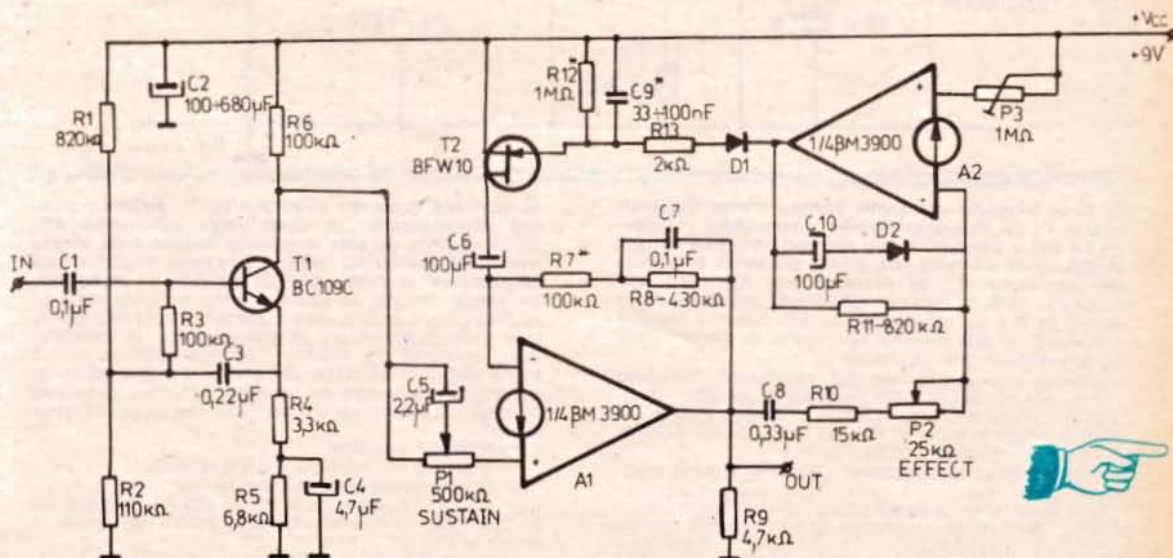 +Vcc
+9V
C2
100÷680µF
R1
820kΩ
R6
100kΩ
R12*
1MΩ
C9*
33÷100nF
P3
1MΩ
T2
BFW10
R13
2kΩ
D1
1/4βM3900
A2
+
-
IN
C1
0,1µF
T1
BC109C
C6
100µF
C7
0,1µF
C10
100µF
D2
R3
100kΩ
R7*
100kΩ
R8-430kΩ
R11-820kΩ
C3
0,22µF
C5
2,2µF
-
1/4βM3900
+
A1
C8
0,33µF
R10
15kΩ
P2
25kΩ
EFFECT
R4
3,3kΩ
P1
500kΩ
SUSTAIN
OUT
R2
110kΩ
R5
6,8kΩ
C4
4,7µF
R9
4,7kΩ